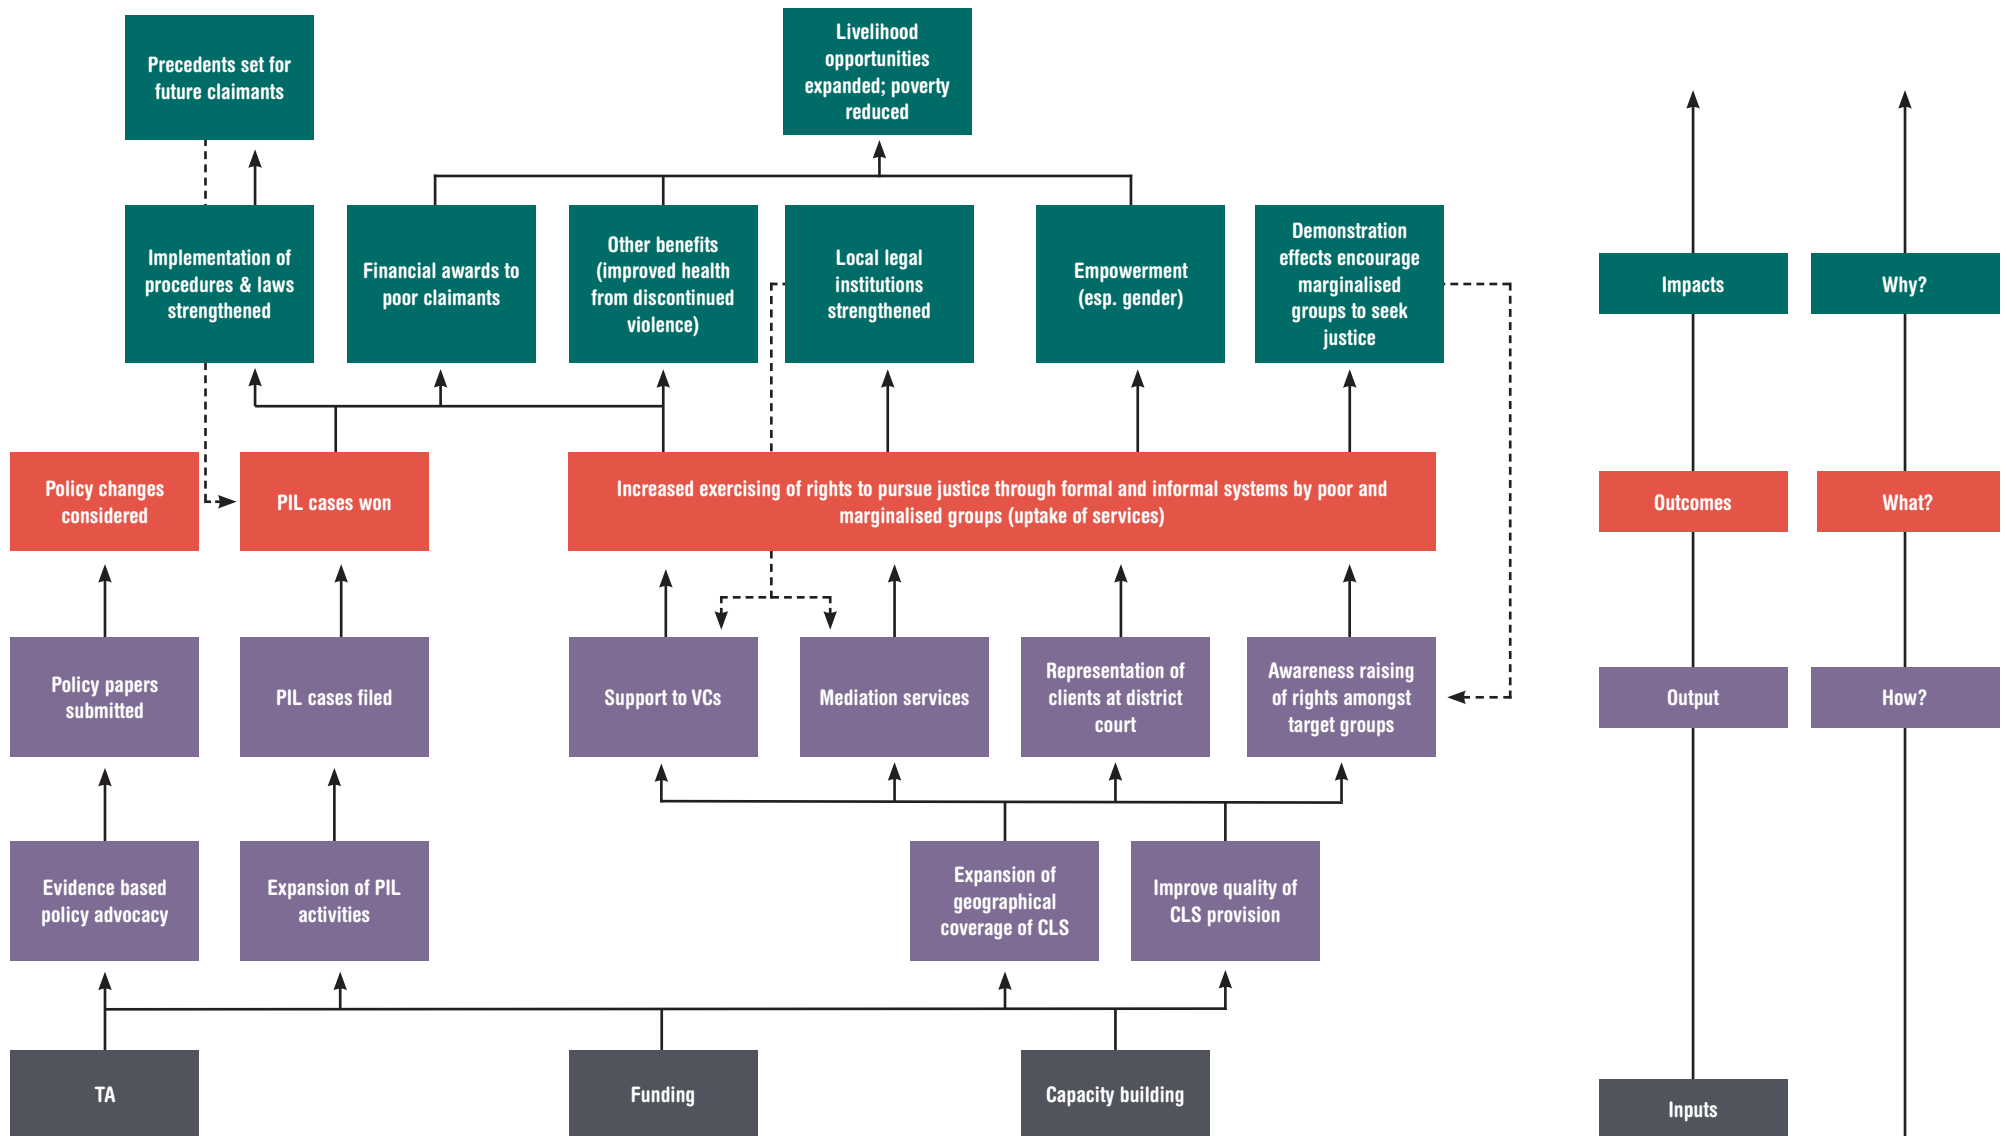 Precedents set for
future claimants
Livelihood
opportunities
expanded; poverty
reduced
Implementation of
procedures & laws
strengthened
Financial awards to
poor claimants
Other benefits
(improved health
from discontinued
violence)
Local legal
institutions
strengthened
Empowerment
(esp. gender)
Demonstration
effects encourage
marginalised
groups to seek
justice
Impacts
Why?
Policy changes
considered
PIL cases won
Increased exercising of rights to pursue justice through formal and informal systems by poor and
marginalised groups (uptake of services)
Outcomes
What?
Policy papers
submitted
PIL cases filed
Support to VCs
Mediation services
Representation of
clients at district
court
Awareness raising
of rights amongst
target groups
Output
How?
Evidence based
policy advocacy
Expansion of PIL
activities
Expansion of
geographical
coverage of CLS
Improve quality of
CLS provision
TA
Funding
Capacity building
Inputs